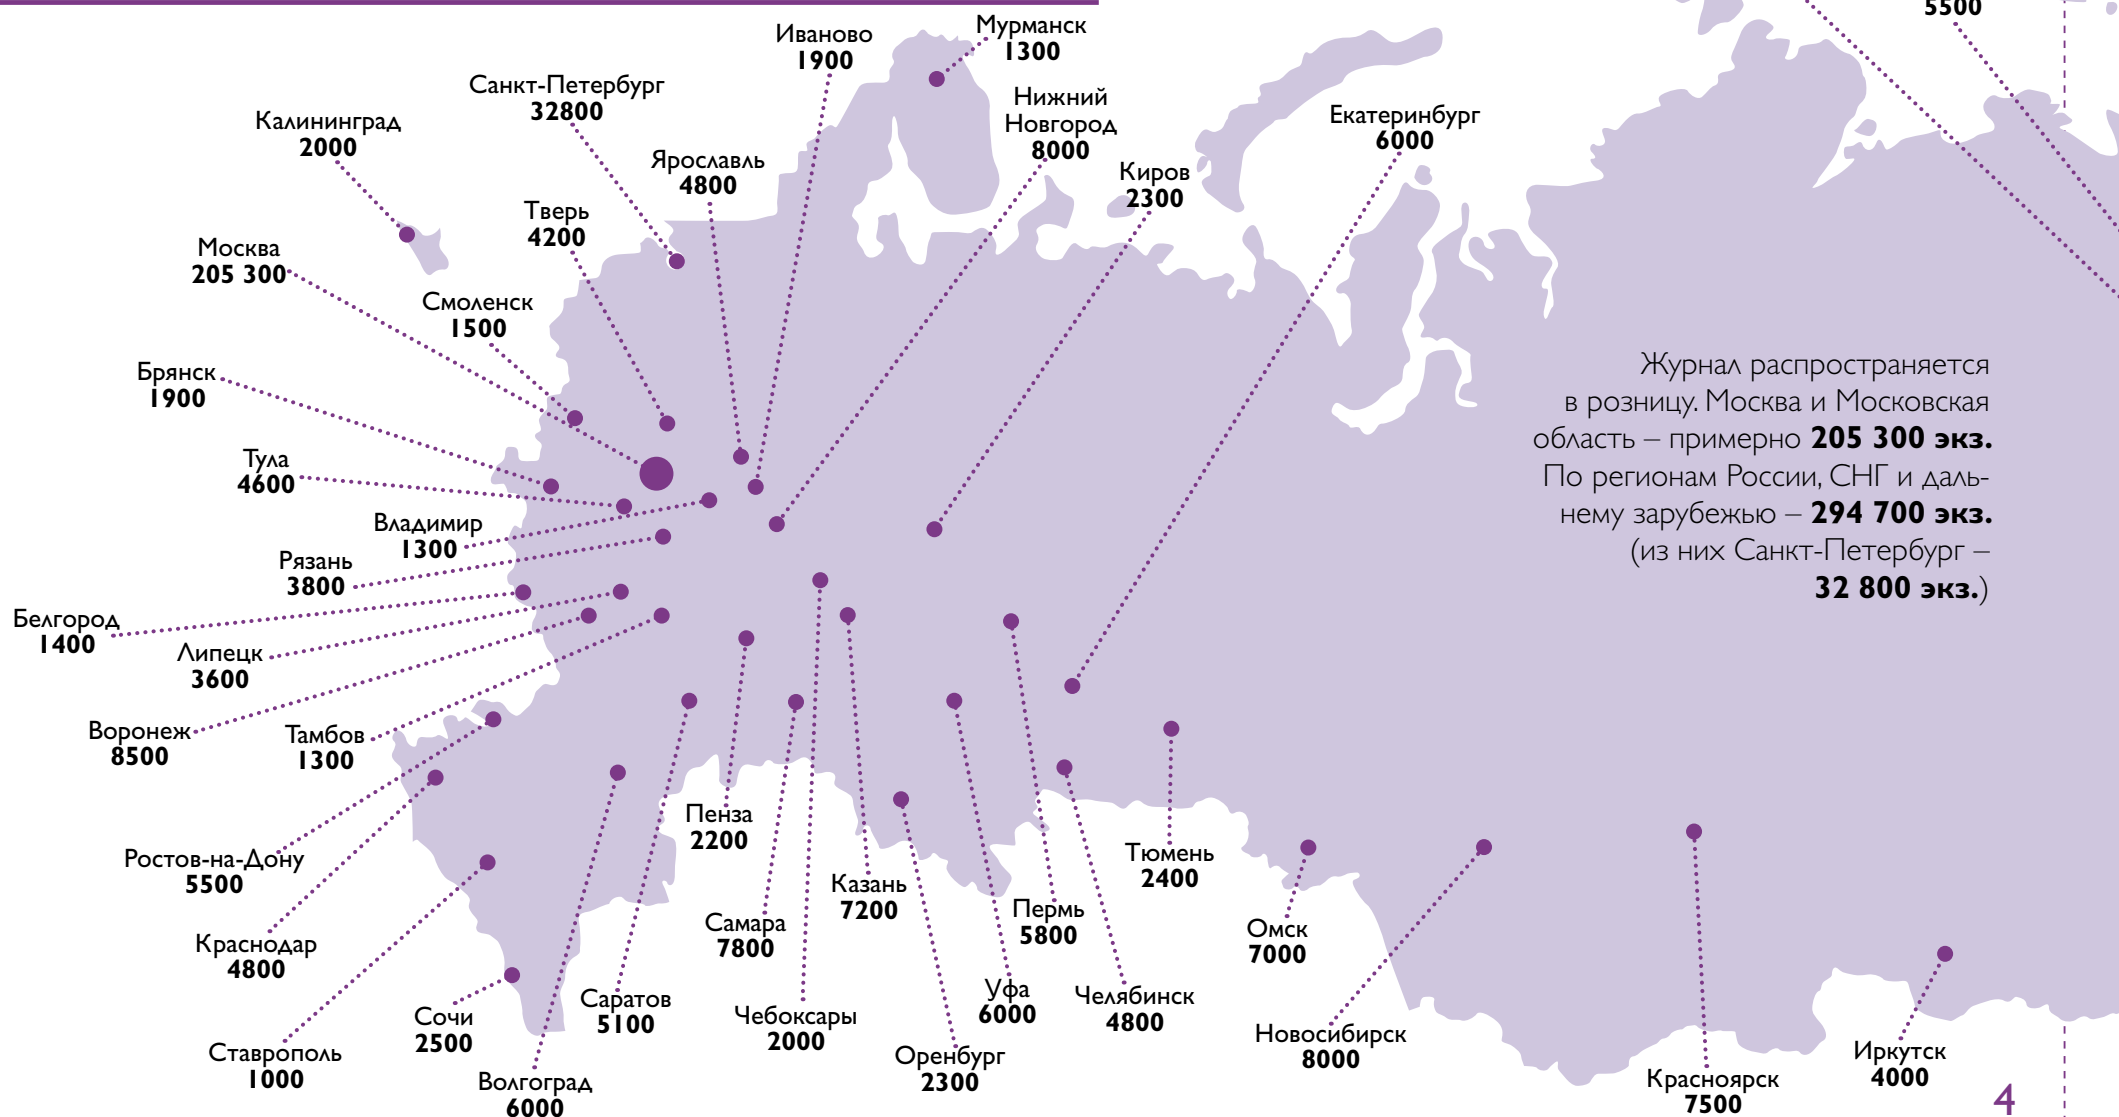 5500
Мурманск
1300
Иваново
1900
Санкт-Петербург
32800
Нижний
Новгород
8000
Екатеринбург
6000
Калининград
2000
Ярославль
4800
Киров
2300
Тверь
4200
Москва
205 300
Смоленск
1500
Брянск
1900
Тула
4600
Владимир
1300
Рязань
3800
Белгород
1400
Липецк
3600
Воронеж
8500
Тамбов
1300
Журнал распространяется
в розницу. Москва и Московская
область – примерно 205 300 экз.
По регионам России, СНГ и даль-
нему зарубежью – 294 700 экз.
(из них Санкт-Петербург –
32 800 экз.)
Ростов-на-Дону
5500
Краснодар
4800
Ставрополь
1000
Сочи
2500
Волгоград
6000
Саратов
5100
Пенза
2200
Самара
7800
Чебоксары
2000
Казань
7200
Оренбург
2300
Уфа
6000
Пермь
5800
Челябинск
4800
Тюмень
2400
Омск
7000
Новосибирск
8000
Красноярск
7500
Иркутск
4000
4